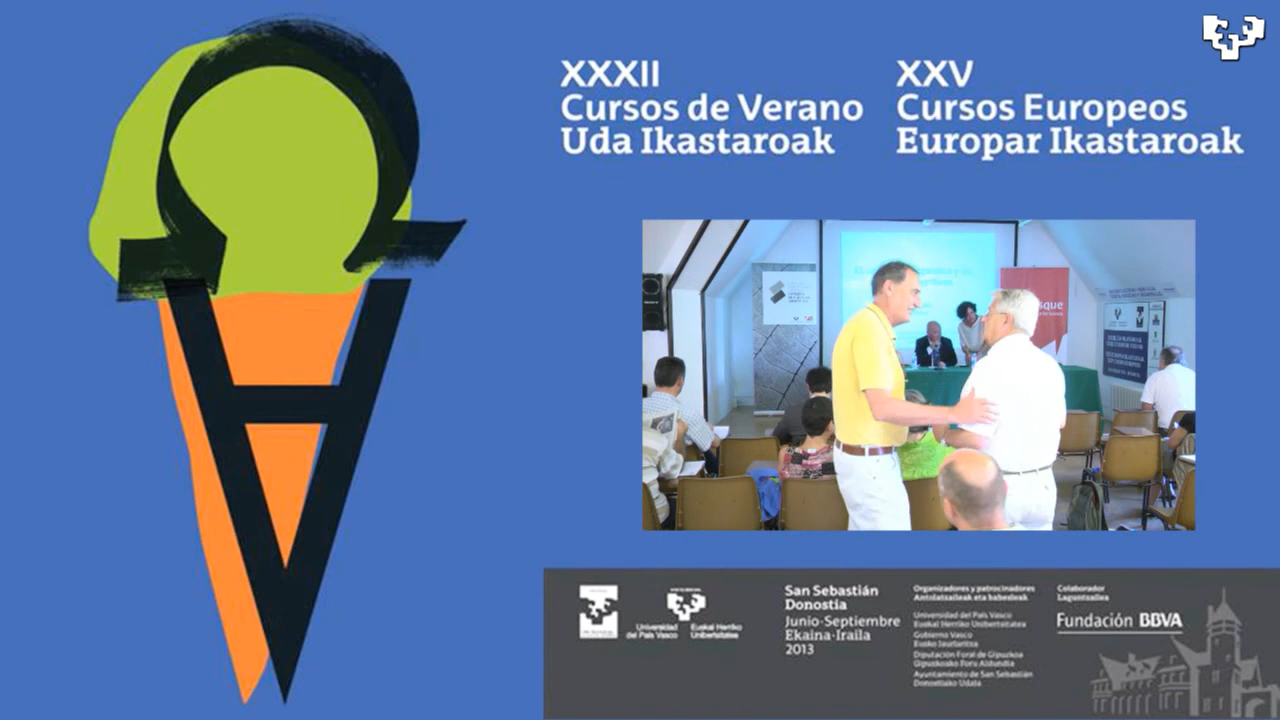 XXXII
Cursos de Verano
Uda Ikastaroak
XXV
Cursos Europeos
Europar Ikastaroak
Universidad
del País Vasco
Euskal Herriko
Unibertsitatea
San Sebastián
Donostia
Junio·Septiembre
Ekaina·Iraila
2013
Organizadores y patrocinadores
Antolatzaileak eta babesleak
Universidad del País Vasco
Euskal Herriko Unibertsitatea
Gobierno Vasco
Eusko Jaurlaritza
Diputación Foral de Gipuzkoa
Gipuzkoako Foru Aldundia
Ayuntamiento de San Sebastián
Donostiako Udala
Colaborador
Laguntzailea
Fundación BBVA